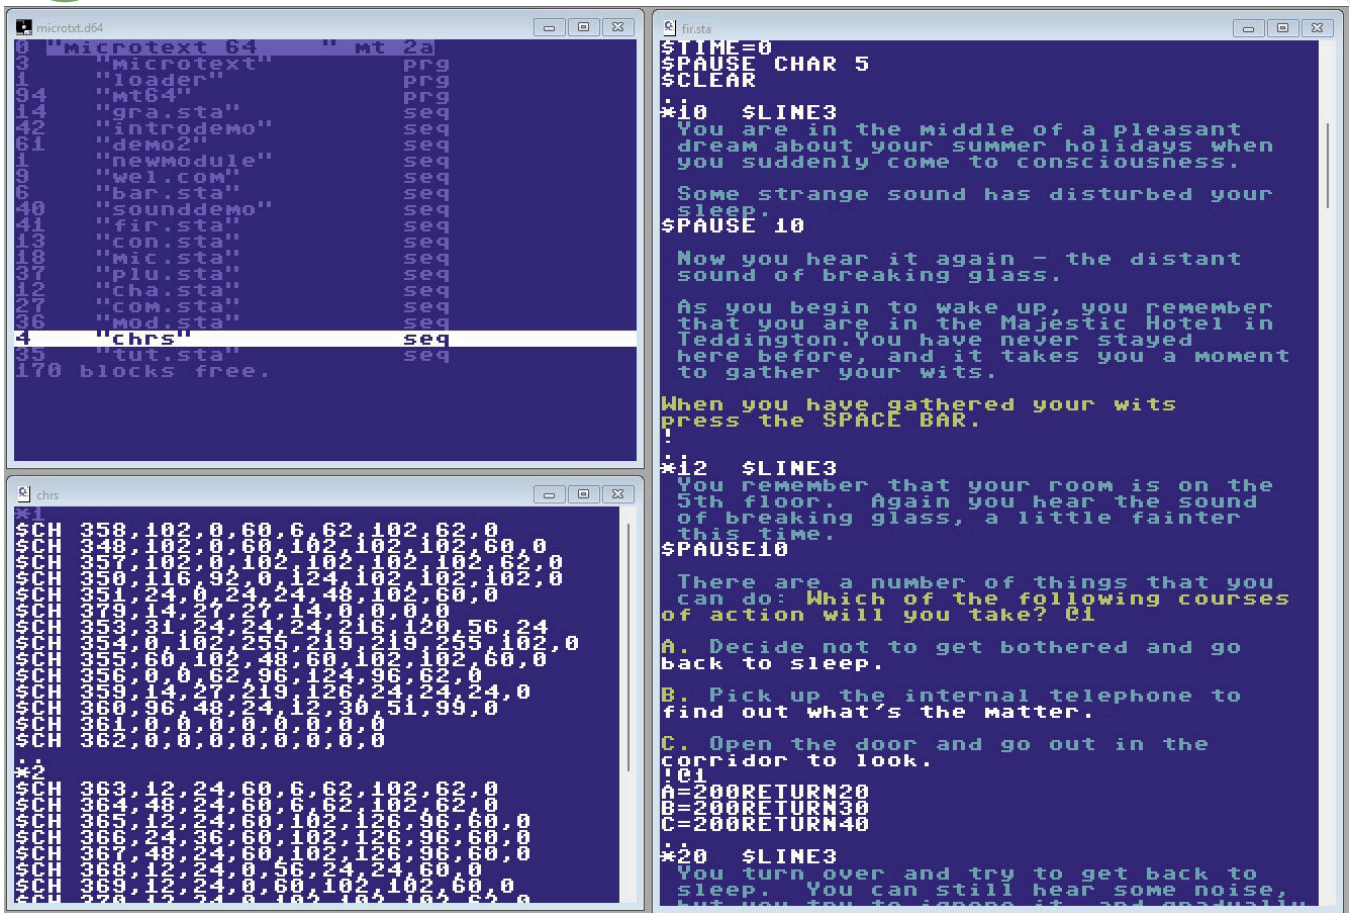 microtxt.d64
0 "microtext 64    " mt 2a
3 "microtext" prg
1 "loader" prg
94 "mt64" prg
14 "gra.sta" seq
42 "introdemo" seq
61 "demo2" seq
1 "newmodule" seq
9 "wel.com" seq
6 "bar.sta" seq
40 "sounddemo" seq
41 "fir.sta" seq
13 "con.sta" seq
18 "mic.sta" seq
37 "plu.sta" seq
12 "cha.sta" seq
27 "com.sta" seq
36 "mod.sta" seq
4 "chrs" seq
35 "tut.sta" seq
170 blocks free.
chrs
*1
$CH 358,102,0,60,6,62,102,62,0
$CH 348,102,0,60,102,102,102,60,0
$CH 357,102,0,102,102,102,102,62,0
$CH 350,116,92,0,124,102,102,102,0
$CH 351,24,0,24,24,48,102,60,0
$CH 379,14,27,27,14,0,0,0,0
$CH 353,31,24,24,24,216,120,56,24
$CH 354,0,102,255,219,219,255,102,0
$CH 355,60,102,48,60,102,102,60,0
$CH 356,0,0,62,96,124,96,62,0
$CH 359,14,27,219,126,24,24,24,0
$CH 360,96,48,24,12,30,51,99,0
$CH 361,0,0,0,0,0,0,0,0
$CH 362,0,0,0,0,0,0,0,0
..
*2
$CH 363,12,24,60,6,62,102,62,0
$CH 364,48,24,60,6,62,102,62,0
$CH 365,12,24,60,102,126,96,60,0
$CH 366,24,36,60,102,126,96,60,0
$CH 367,48,24,60,102,126,96,60,0
$CH 368,12,24,0,56,24,24,60,0
$CH 369,12,24,0,60,102,102,60,0
$CH 370,12,24,0,102,102,102,62,0
fir.sta
$TIME=0
$PAUSE CHAR 5
$CLEAR
..
*10 $LINE3
You are in the middle of a pleasant
dream about your summer holidays when
you suddenly come to consciousness.
Some strange sound has disturbed your
sleep.
$PAUSE 10
Now you hear it again - the distant
sound of breaking glass.
As you begin to wake up, you remember
that you are in the Majestic Hotel in
Teddington.You have never stayed
here before, and it takes you a moment
to gather your wits.
When you have gathered your wits
press the SPACE BAR.
!
..
*12 $LINE3
You remember that your room is on the
5th floor. Again you hear the sound
of breaking glass, a little fainter
this time.
$PAUSE10
There are a number of things that you
can do: Which of the following courses
of action will you take? @1
A. Decide not to get bothered and go
back to sleep.
B. Pick up the internal telephone to
find out what's the matter.
C. Open the door and go out in the
corridor to look.
!@1
A=200RETURN20
B=200RETURN30
C=200RETURN40
..
*20 $LINE3
You turn over and try to get back to
sleep. You can still hear some noise,
but you try to ignore it, and gradually